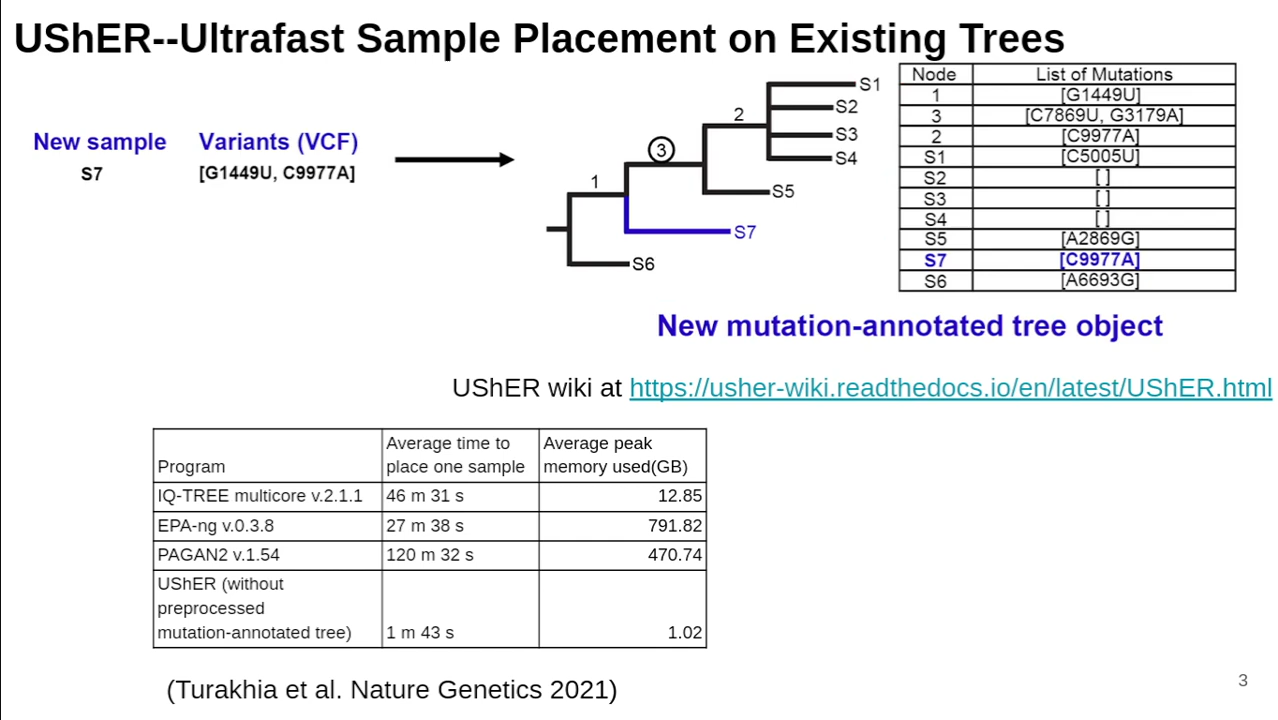 UShER--Ultrafast Sample Placement on Existing Trees
New sample Variants (VCF)
S7 [G1449U, C9977A]
1
3
2
S1
S2
S3
S4
S5
S7
S6
Node List of Mutations
1 [G1449U]
3 [C7869U, G3179A]
2 [C9977A]
S1 [C5005U]
S2 [ ]
S3 [ ]
S4 [ ]
S5 [A2869G]
S7 [C9977A]
S6 [A6693G]
New mutation-annotated tree object
UShER wiki at https://usher-wiki.readthedocs.io/en/latest/UShER.html
Program Average time to place one sample Average peak memory used(GB)
IQ-TREE multicore v.2.1.1 46 m 31 s 12.85
EPA-ng v.0.3.8 27 m 38 s 791.82
PAGAN2 v.1.54 120 m 32 s 470.74
UShER (without
preprocessed
mutation-annotated tree) 1 m 43 s 1.02
(Turakhia et al. Nature Genetics 2021)
3